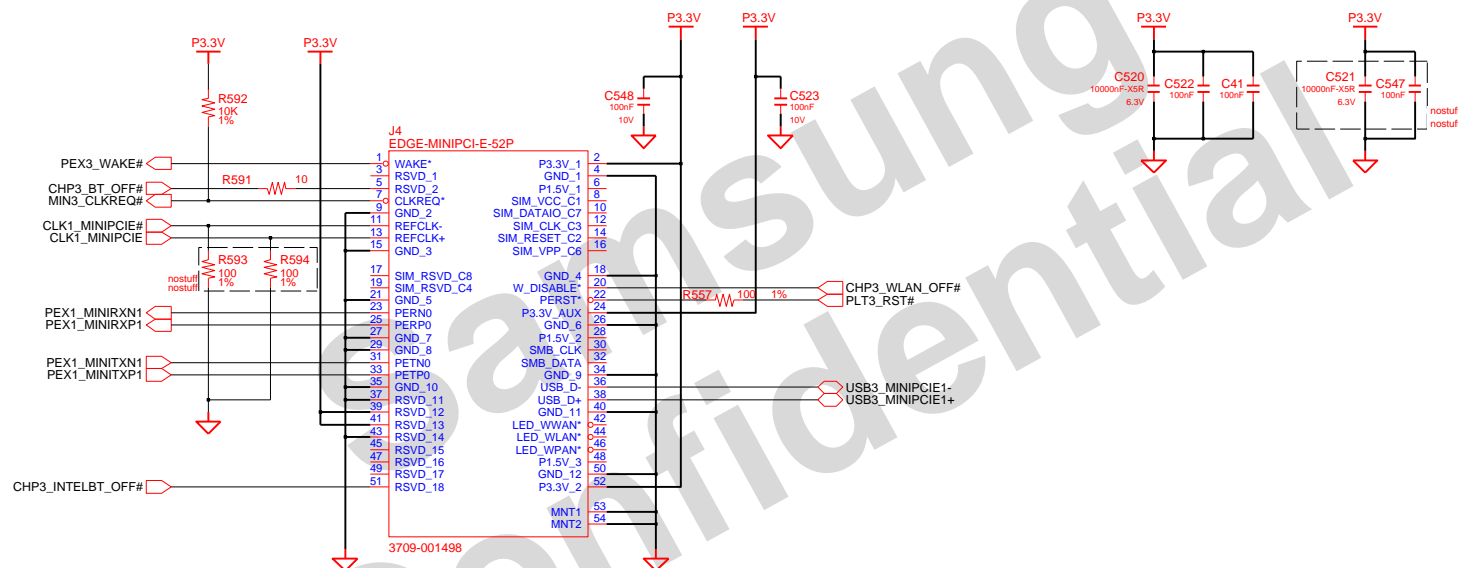 P3.3V
P3.3V
P3.3V
P3.3V
P3.3V
P3.3V
R592
10K
1%
C548
100nF
10V
C523
100nF
10V
C520
10000nF-X5R
6.3V
C522
100nF
C41
100nF
C521
10000nF-X5R
6.3V
C547
100nF
nostuff
nostuff
J4
EDGE-MINIPCI-E-52P
PEX3_WAKE# 1 WAKE* P3.3V_1 2
3 RSVD_1 GND_1 4
CHP3_BT_OFF# R591 10 5 RSVD_2 P1.5V_1 6
MIN3_CLKREQ# 7 CLKREQ* SIM_VCC_C1 8
9 GND_2 SIM_DATAIO_C7 10
CLK1_MINIPCIE# 11 REFCLK- SIM_CLK_C3 12
CLK1_MINIPCIE 13 REFCLK+ SIM_RESET_C2 14
15 GND_3 SIM_VPP_C6 16
R593
100
1%
R594
100
1%
nostuff
nostuff
17 SIM_RSVD_C8 GND_4 18
19 SIM_RSVD_C4 W_DISABLE* 20 CHP3_WLAN_OFF#
21 GND_5 PERST* 22 R557 100 1% PLT3_RST#
PEX1_MINIRXN1 23 PERN0 P3.3V_AUX 24
PEX1_MINIRXP1 25 PERP0 GND_6 26
27 GND_7 P1.5V_2 28
29 GND_8 SMB_CLK 30
PEX1_MINITXN1 31 PETN0 SMB_DATA 32
PEX1_MINITXP1 33 PETP0 GND_9 34
35 GND_10 USB_D- 36 USB3_MINIPCIE1-
37 RSVD_11 USB_D+ 38 USB3_MINIPCIE1+
39 RSVD_12 GND_11 40
41 RSVD_13 LED_WWAN* 42
43 RSVD_14 LED_WLAN* 44
45 RSVD_15 LED_WPAN* 46
47 RSVD_16 P1.5V_3 48
49 RSVD_17 GND_12 50
CHP3_INTELBT_OFF# 51 RSVD_18 P3.3V_2 52
MNT1 53
MNT2 54
3709-001498
Samsung
Confidential